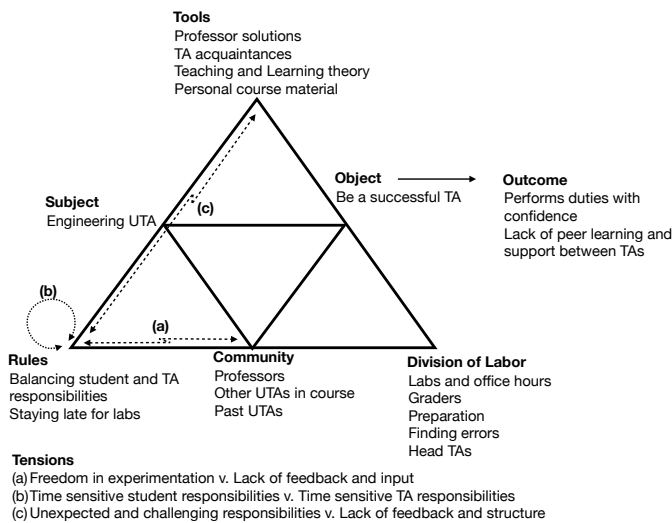 Tools
Professor solutions
TA acquaintances
Teaching and Learning theory
Personal course material
Subject
Engineering UTA
(c)
Object
Be a successful TA
Outcome
Performs duties with
confidence
Lack of peer learning and
support between TAs
(b)
(a)
Rules
Balancing student and TA
responsibilities
Staying late for labs
Community
Professors
Other UTAs in course
Past UTAs
Division of Labor
Labs and office hours
Graders
Preparation
Finding errors
Head TAs
Tensions
(a) Freedom in experimentation v. Lack of feedback and input
(b) Time sensitive student responsibilities v. Time sensitive TA responsibilities
(c) Unexpected and challenging responsibilities v. Lack of feedback and structure